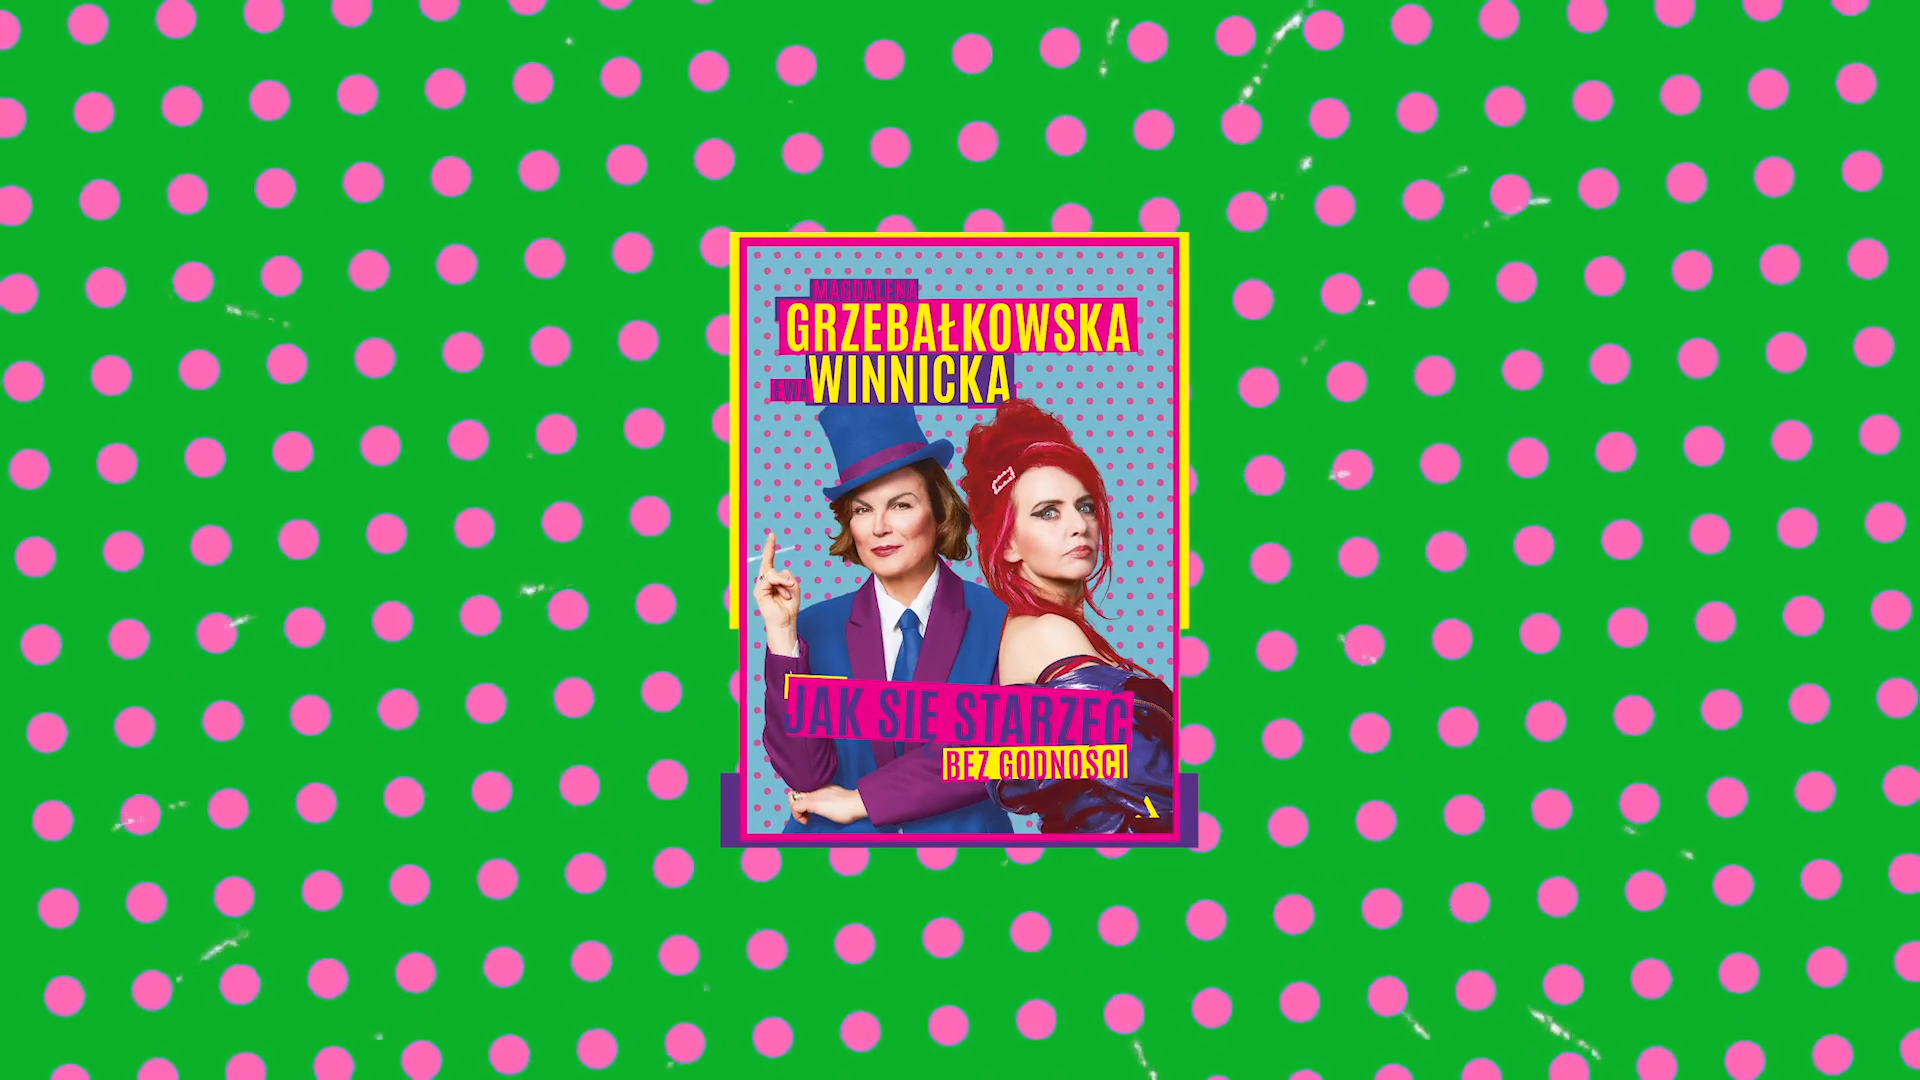 MAGDALENA
GRZEBAŁKOWSKA
EWA WINNICKA
JAK SIĘ STARZEĆ
BEZ GODNOŚCI